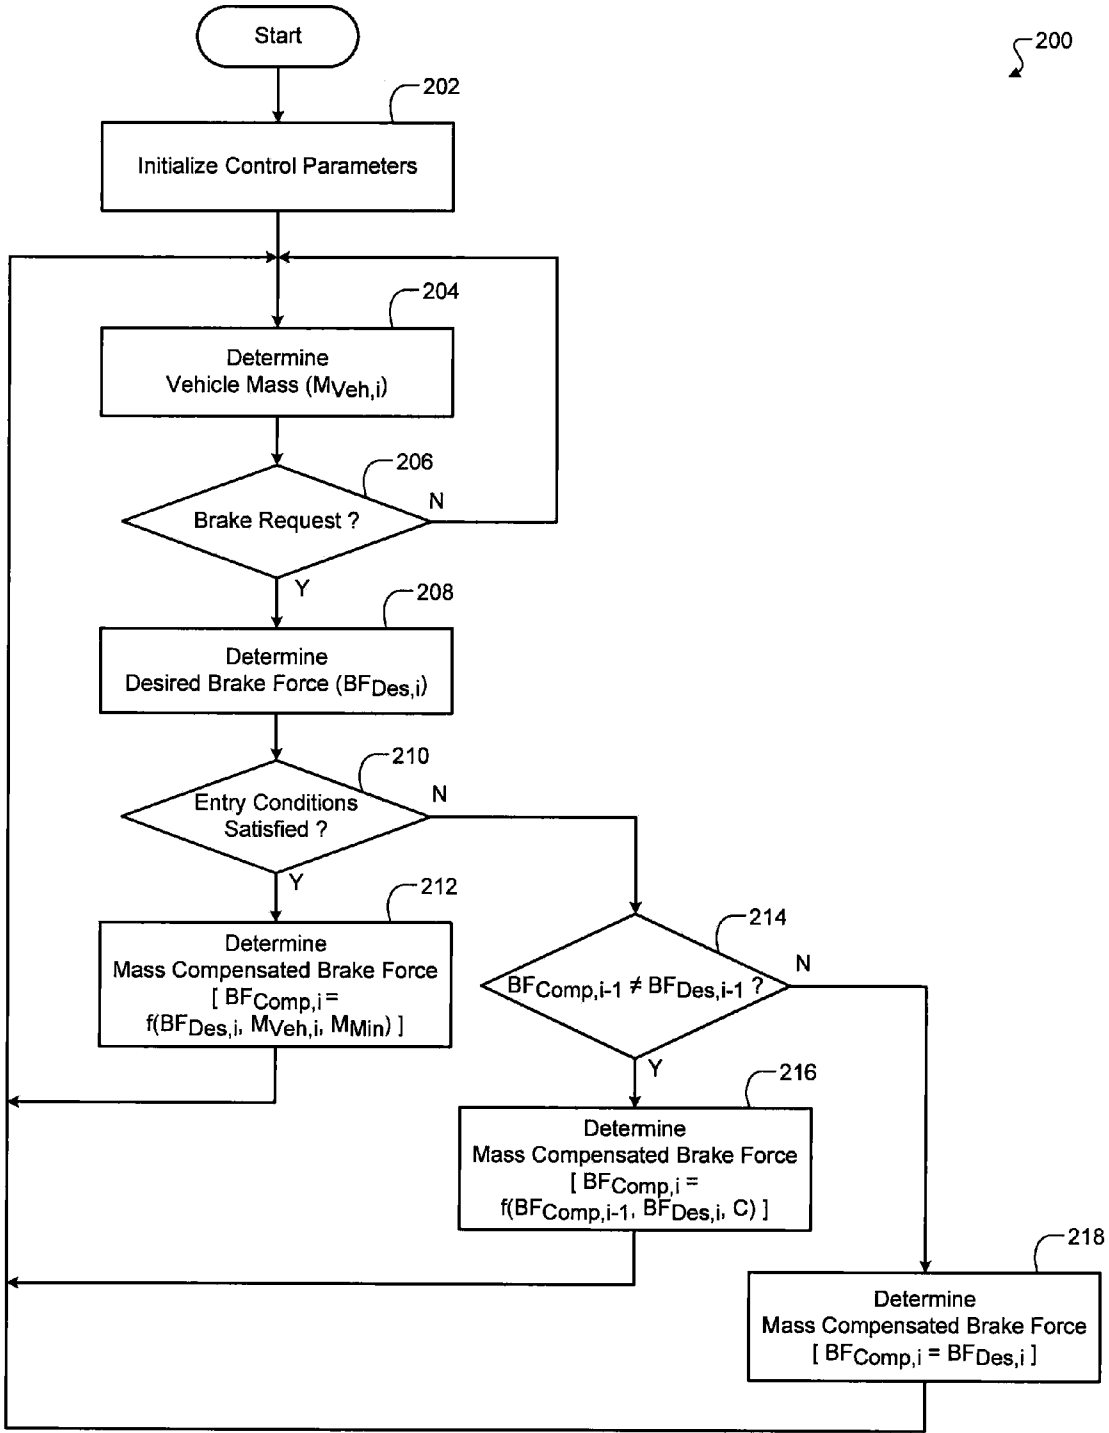 Start
200
202
Initialize Control Parameters
204
Determine
Vehicle Mass (MVeh,i)
206
Brake Request ?
N
Y
208
Determine
Desired Brake Force (BFDes,i)
210
Entry Conditions
Satisfied ?
N
Y
212
Determine
Mass Compensated Brake Force
[ BFComp,i =
f(BFDes,i, MVeh,i, MMin) ]
214
BFComp,i-1 ≠ BFDes,i-1 ?
N
Y
216
Determine
Mass Compensated Brake Force
[ BFComp,i =
f(BFComp,i-1, BFDes,i, C) ]
218
Determine
Mass Compensated Brake Force
[ BFComp,i = BFDes,i ]